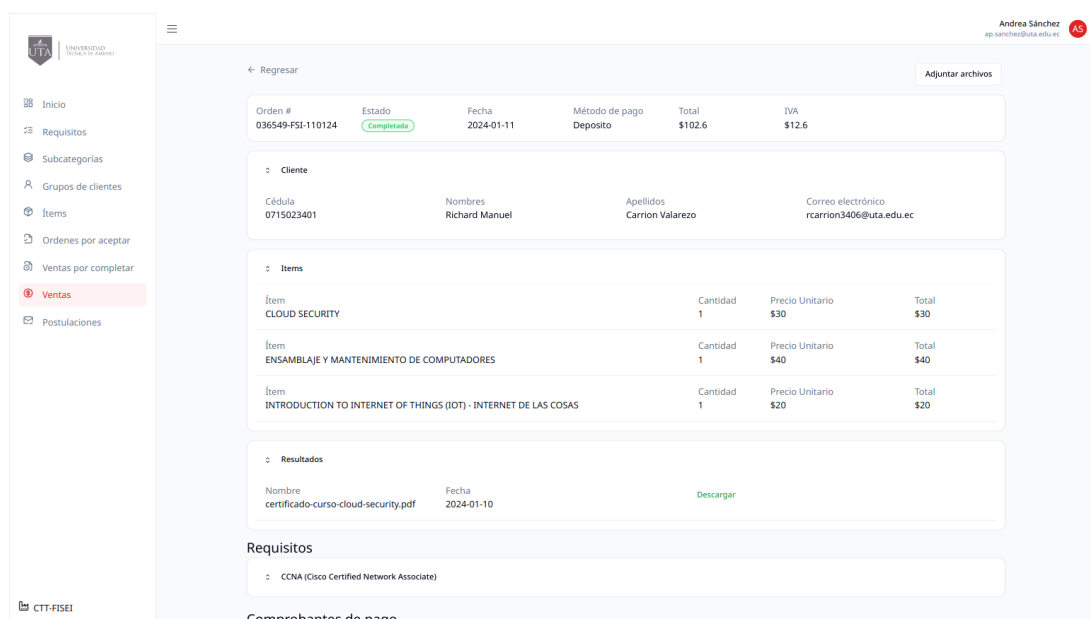 Andrea Sánchez
ap.sanchez@uta.edu.ec
AS
UTA
UNIVERSIDAD
TÉCNICA DE AMBATO
Inicio
Requisitos
Subcategorías
Grupos de clientes
Ítems
Ordenes por aceptar
Ventas por completar
Ventas
Postulaciones
CTT-FISEI
Regresar
Adjuntar archivos
Orden # Estado Fecha Método de pago Total IVA
036549-FSI-110124 Completada 2024-01-11 Deposito $102.6 $12.6
Cliente
Cédula Nombres Apellidos Correo electrónico
0715023401 Richard Manuel Carrion Valarezo rcarrion3406@uta.edu.ec
Items
Ítem Cantidad Precio Unitario Total
CLOUD SECURITY 1 $30 $30
Ítem Cantidad Precio Unitario Total
ENSAMBLAJE Y MANTENIMIENTO DE COMPUTADORES 1 $40 $40
Ítem Cantidad Precio Unitario Total
INTRODUCTION TO INTERNET OF THINGS (IOT) - INTERNET DE LAS COSAS 1 $20 $20
Resultados
Nombre Fecha
certificado-curso-cloud-security.pdf 2024-01-10 Descargar
Requisitos
CCNA (Cisco Certified Network Associate)
Comprobantes de pago